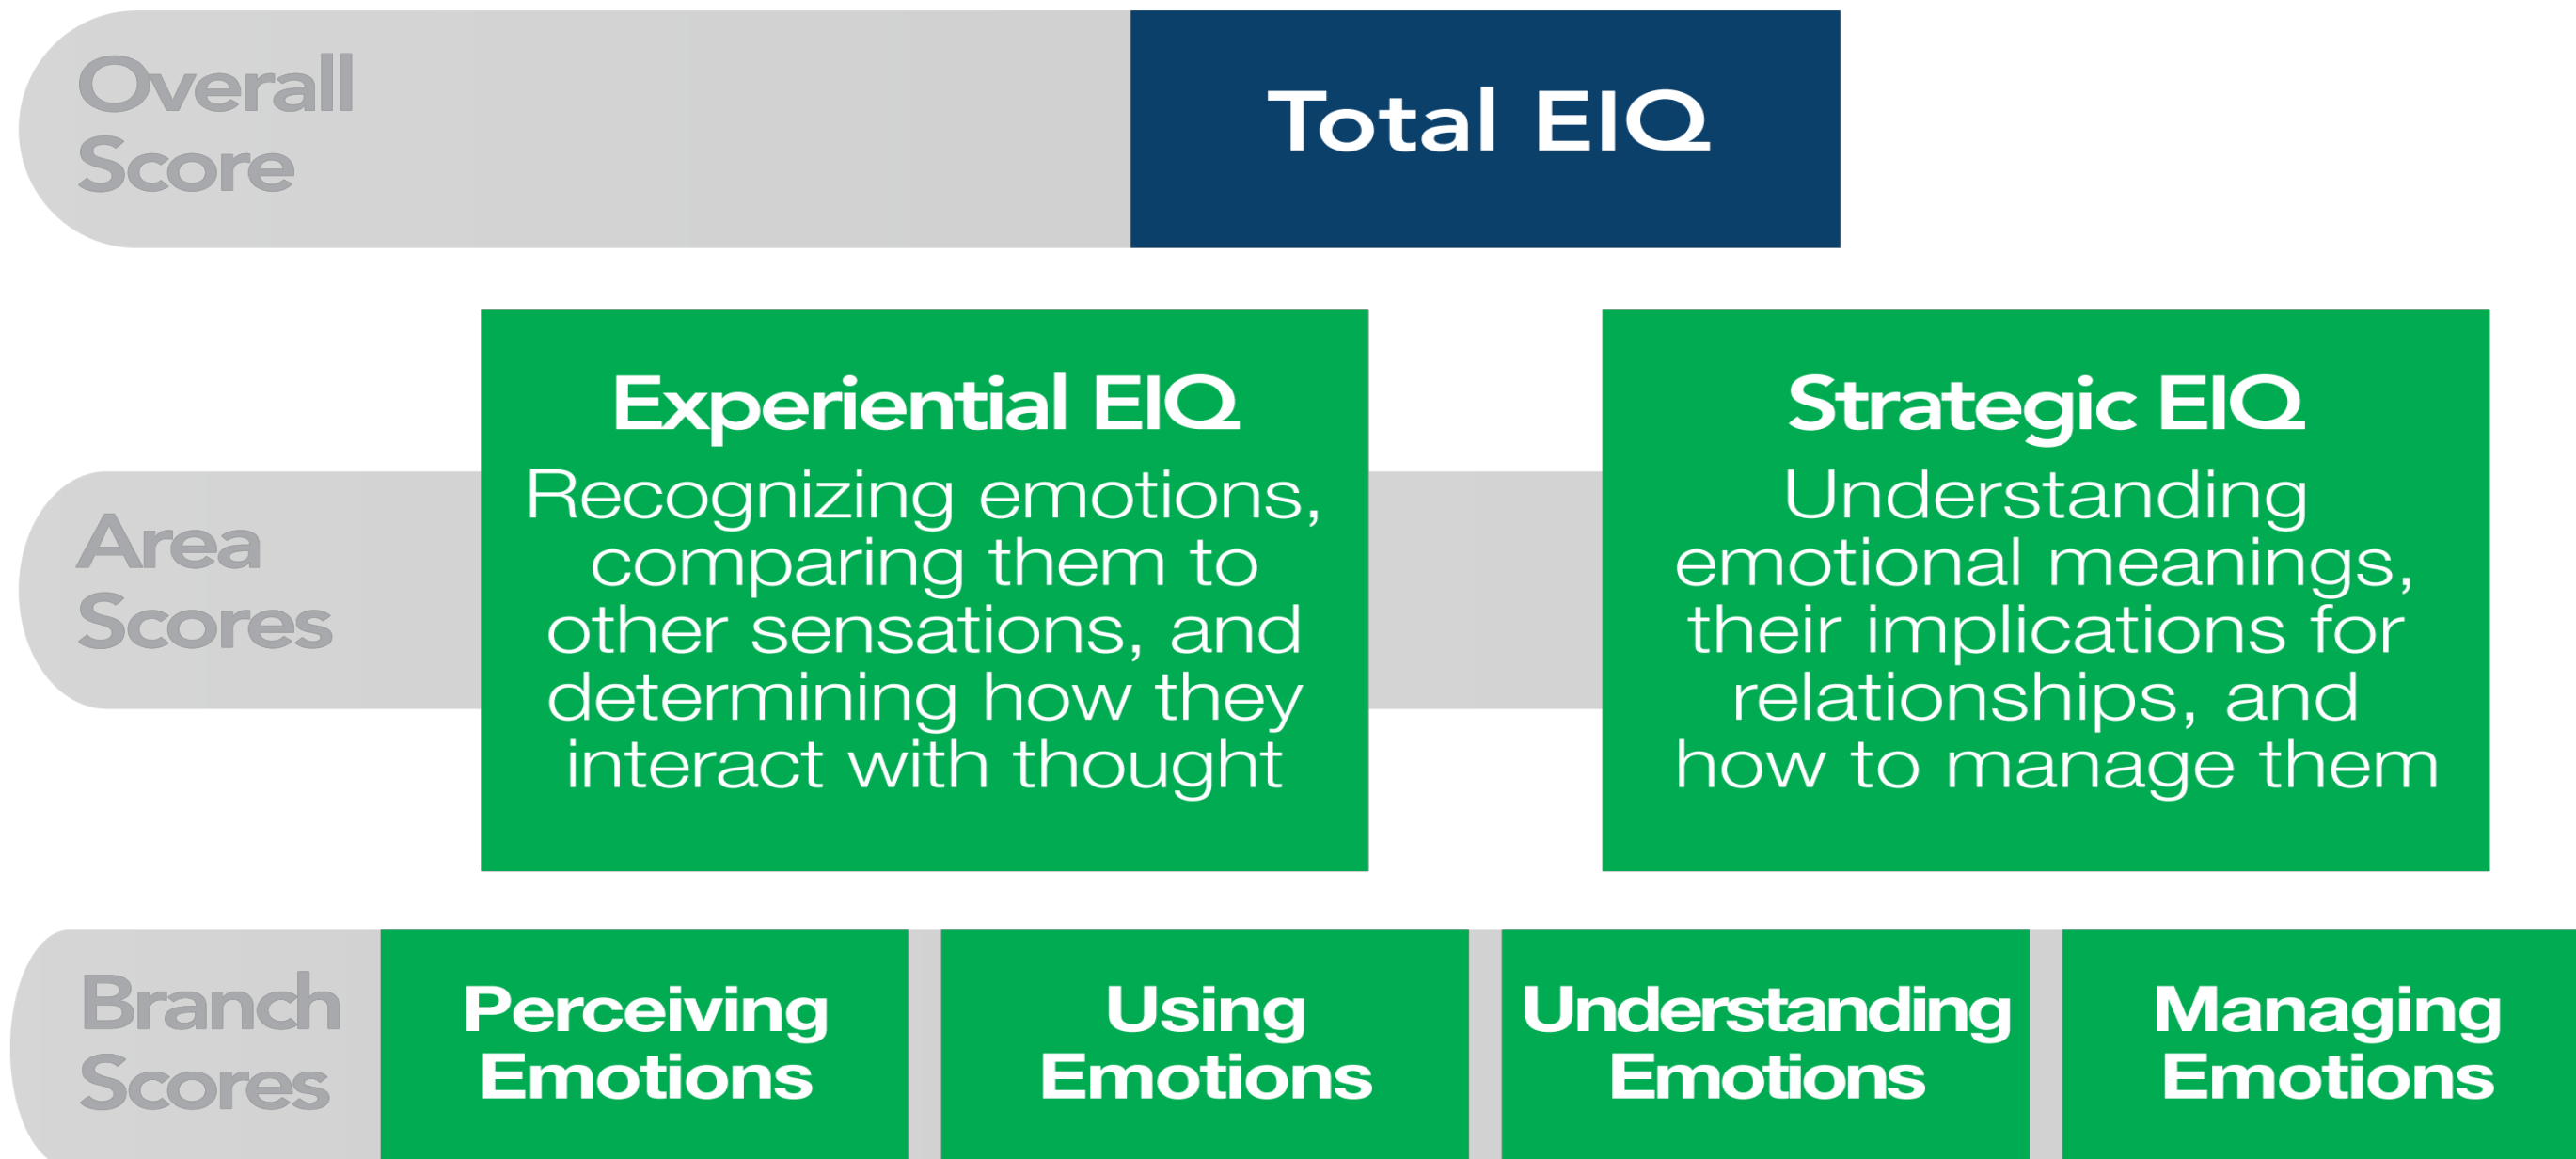 Overall
Score
Total EIQ
Area
Scores
Experiential EIQ
Recognizing emotions,
comparing them to
other sensations, and
determining how they
interact with thought
Strategic EIQ
Understanding
emotional meanings,
their implications for
relationships, and
how to manage them
Branch
Scores
Perceiving
Emotions
Using
Emotions
Understanding
Emotions
Managing
Emotions